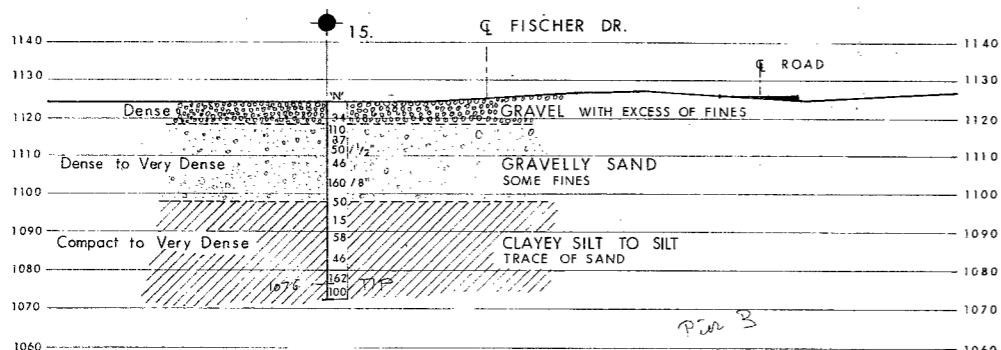 15. ℄ FISCHER DR.
1140 1140
℄ ROAD
1130 1130
'N'
Dense 34 GRAVEL WITH EXCESS OF FINES
1120 1120
110
37
50/½"
1110 1110
Dense to Very Dense 46 GRAVELLY SAND
SOME FINES
160/8"
1100 1100
50
15
1090 1090
Compact to Very Dense 58 CLAYEY SILT TO SILT
46 TRACE OF SAND
1080 1080
162
1076 TIP
100
1070 1070
Pier B
1060 1060